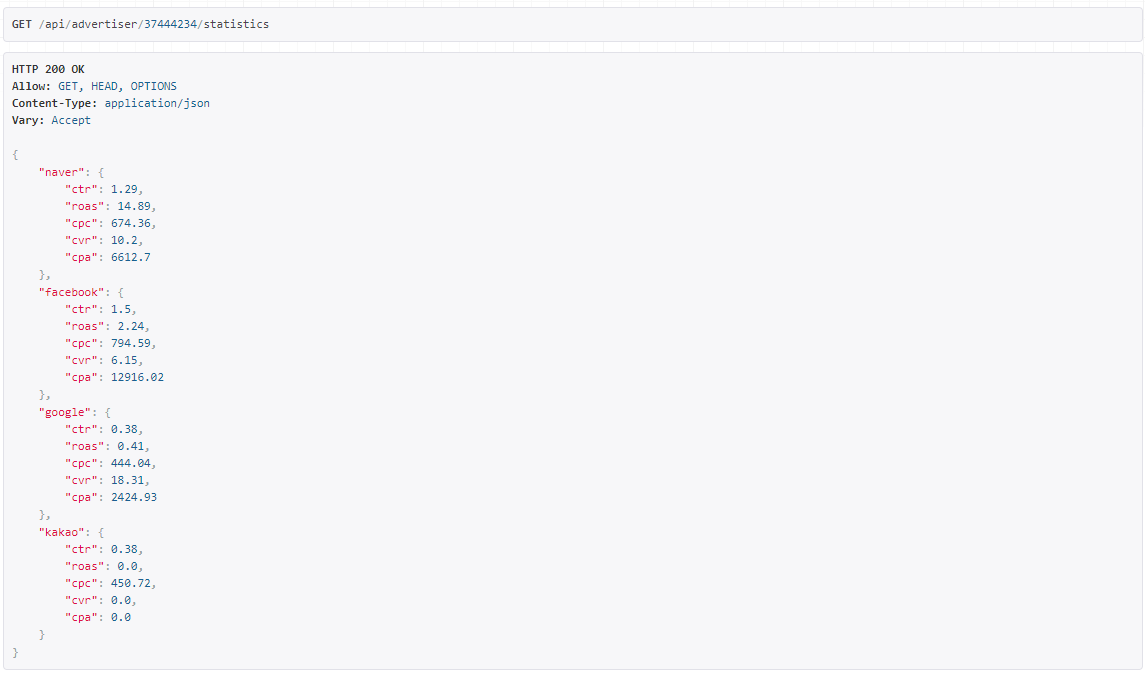 GET /api/advertiser/37444234/statistics
HTTP 200 OK
Allow: GET, HEAD, OPTIONS
Content-Type: application/json
Vary: Accept
{
    "naver": {
        "ctr": 1.29,
        "roas": 14.89,
        "cpc": 674.36,
        "cvr": 10.2,
        "cpa": 6612.7
    },
    "facebook": {
        "ctr": 1.5,
        "roas": 2.24,
        "cpc": 794.59,
        "cvr": 6.15,
        "cpa": 12916.02
    },
    "google": {
        "ctr": 0.38,
        "roas": 0.41,
        "cpc": 444.04,
        "cvr": 18.31,
        "cpa": 2424.93
    },
    "kakao": {
        "ctr": 0.38,
        "roas": 0.0,
        "cpc": 450.72,
        "cvr": 0.0,
        "cpa": 0.0
    }
}